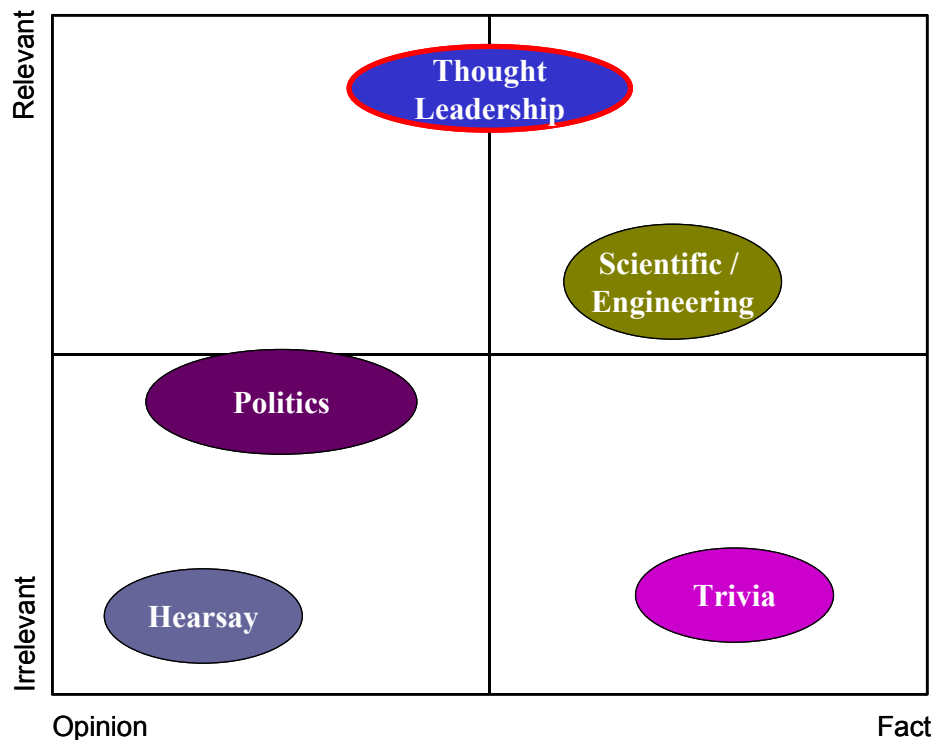 Relevant
Thought
Leadership
Scientific /
Engineering
Politics
Hearsay
Trivia
Irrelevant
Opinion
Fact